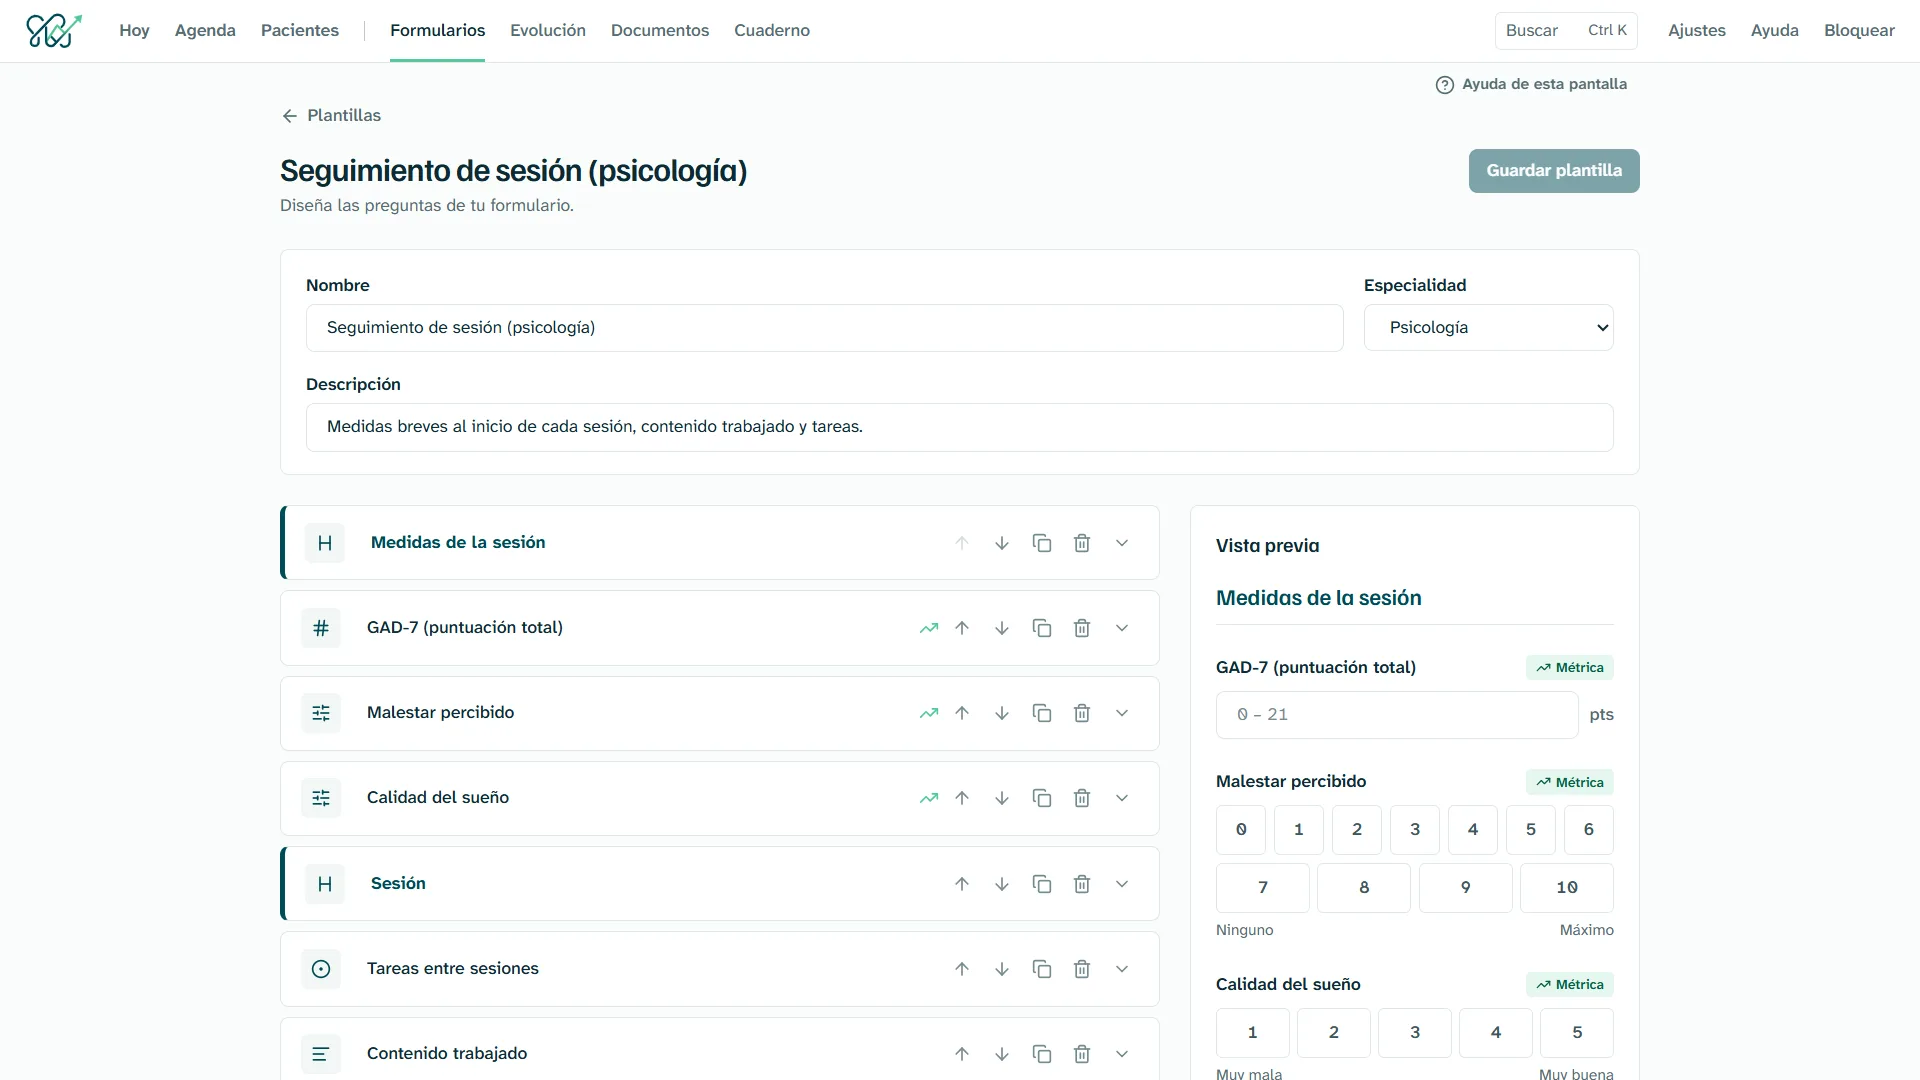 Hoy Agenda Pacientes Formularios Evolución Documentos Cuaderno Buscar Ctrl K Ajustes Ayuda Bloquear
Ayuda de esta pantalla
Plantillas
Seguimiento de sesión (psicología)
Guardar plantilla
Diseña las preguntas de tu formulario.
Nombre
Especialidad
Seguimiento de sesión (psicología)
Psicología
Descripción
Medidas breves al inicio de cada sesión, contenido trabajado y tareas.
H Medidas de la sesión
# GAD-7 (puntuación total)
Malestar percibido
Calidad del sueño
H Sesión
Tareas entre sesiones
Contenido trabajado
Vista previa
Medidas de la sesión
GAD-7 (puntuación total) Métrica
0 – 21 pts
Malestar percibido Métrica
0 1 2 3 4 5 6
7 8 9 10
Ninguno Máximo
Calidad del sueño Métrica
1 2 3 4 5
Muy mala Muy buena